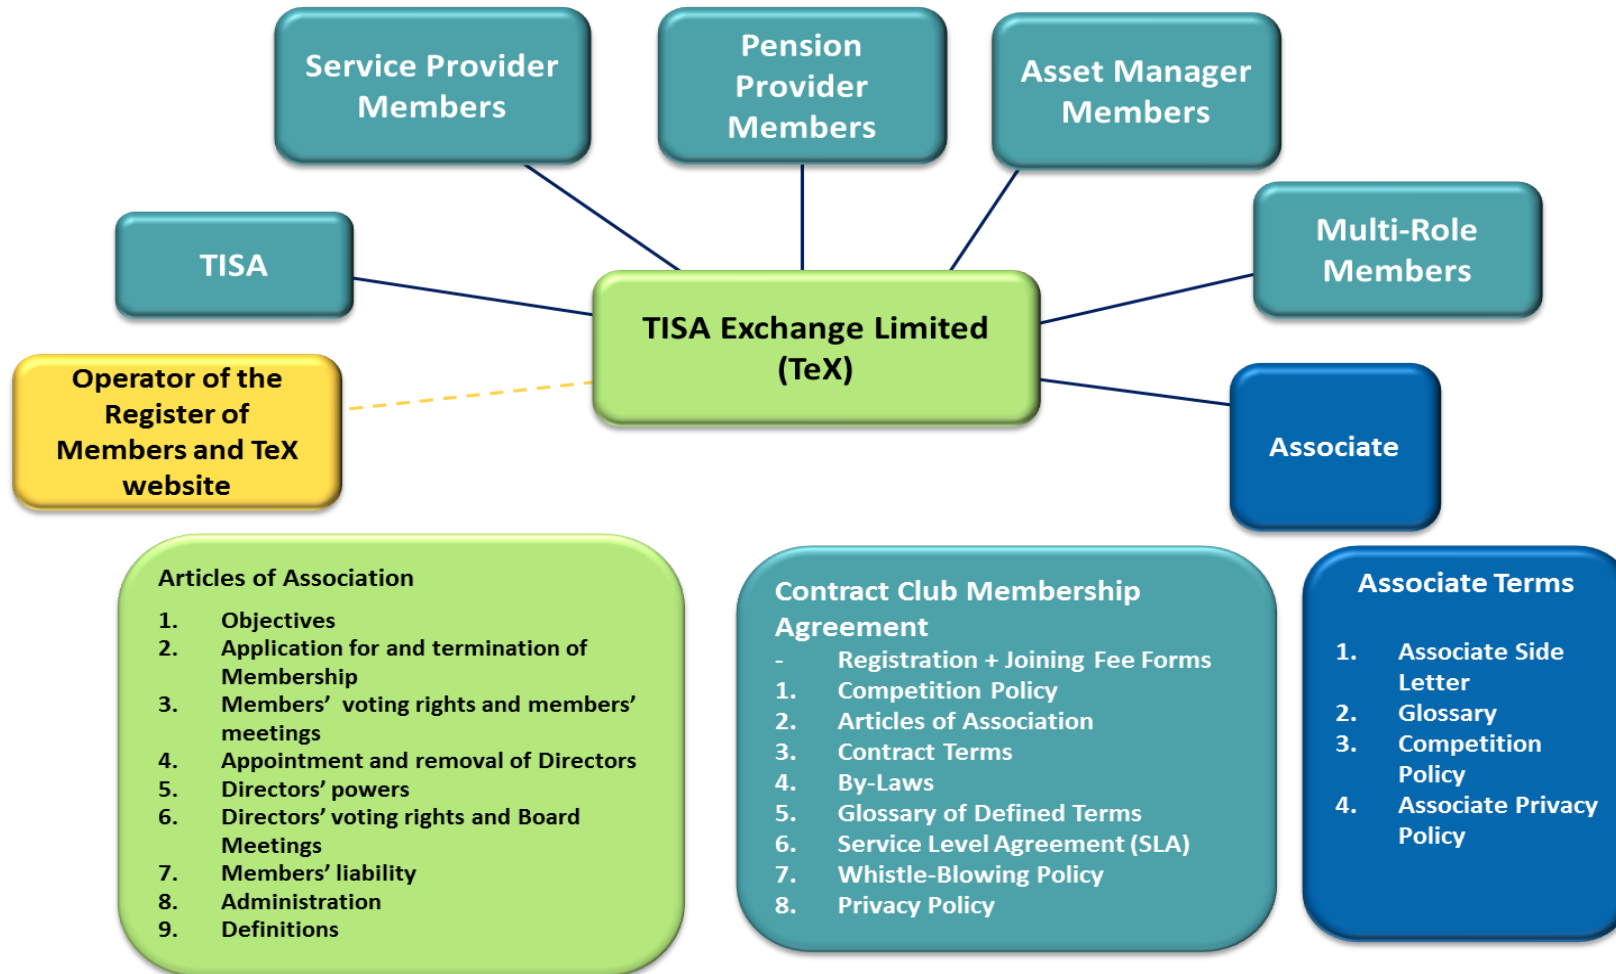 Service Provider
Members
Pension
Provider
Members
Asset Manager
Members
TISA
Multi-Role
Members
TISA Exchange Limited
(TeX)
Operator of the
Register of
Members and TeX
website
Associate
Articles of Association
1. Objectives
2. Application for and termination of
Membership
3. Members’ voting rights and members’
meetings
4. Appointment and removal of Directors
5. Directors’ powers
6. Directors’ voting rights and Board
Meetings
7. Members’ liability
8. Administration
9. Definitions
Contract Club Membership
Agreement
- Registration + Joining Fee Forms
1. Competition Policy
2. Articles of Association
3. Contract Terms
4. By-Laws
5. Glossary of Defined Terms
6. Service Level Agreement (SLA)
7. Whistle-Blowing Policy
8. Privacy Policy
Associate Terms
1. Associate Side
Letter
2. Glossary
3. Competition
Policy
4. Associate Privacy
Policy